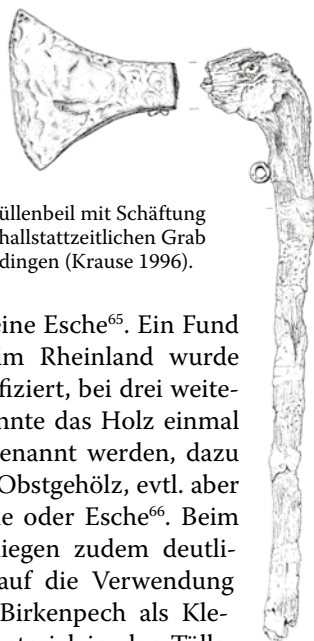 üllenbeil mit Schäftung
hallstattzeitlichen Grab
dingen (Krause 1996).
eine Esche⁶⁵. Ein Fund
im Rheinland wurde
fiziert, bei drei weite-
nnte das Holz einmal
enannt werden, dazu
Obstgehölz, evtl. aber
e oder Esche⁶⁶. Beim
iegen zudem deutli-
auf die Verwendung
Birkenpech als Kle-